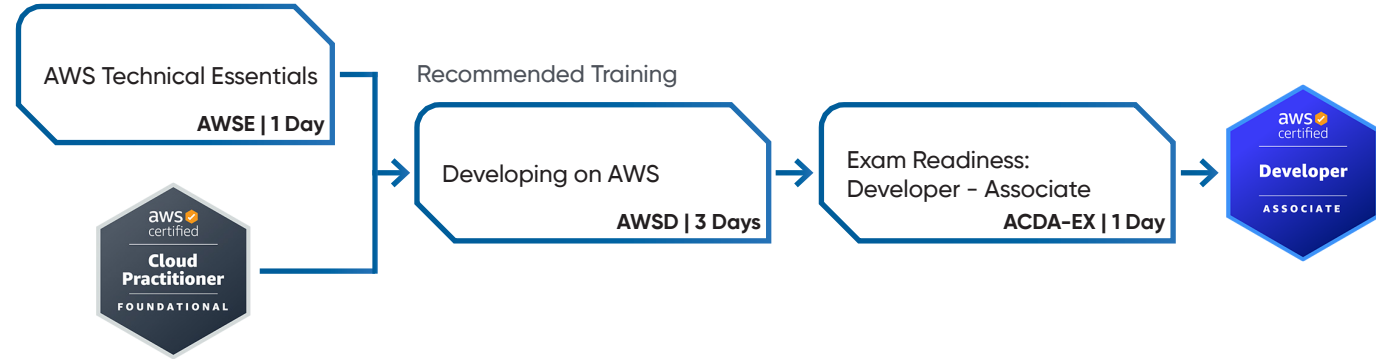 AWS Technical Essentials
AWSE | 1 Day
aws
certified
Cloud
Practitioner
FOUNDATIONAL
Recommended Training
Developing on AWS
AWSD | 3 Days
Exam Readiness:
Developer - Associate
ACDA-EX | 1 Day
aws
certified
Developer
ASSOCIATE